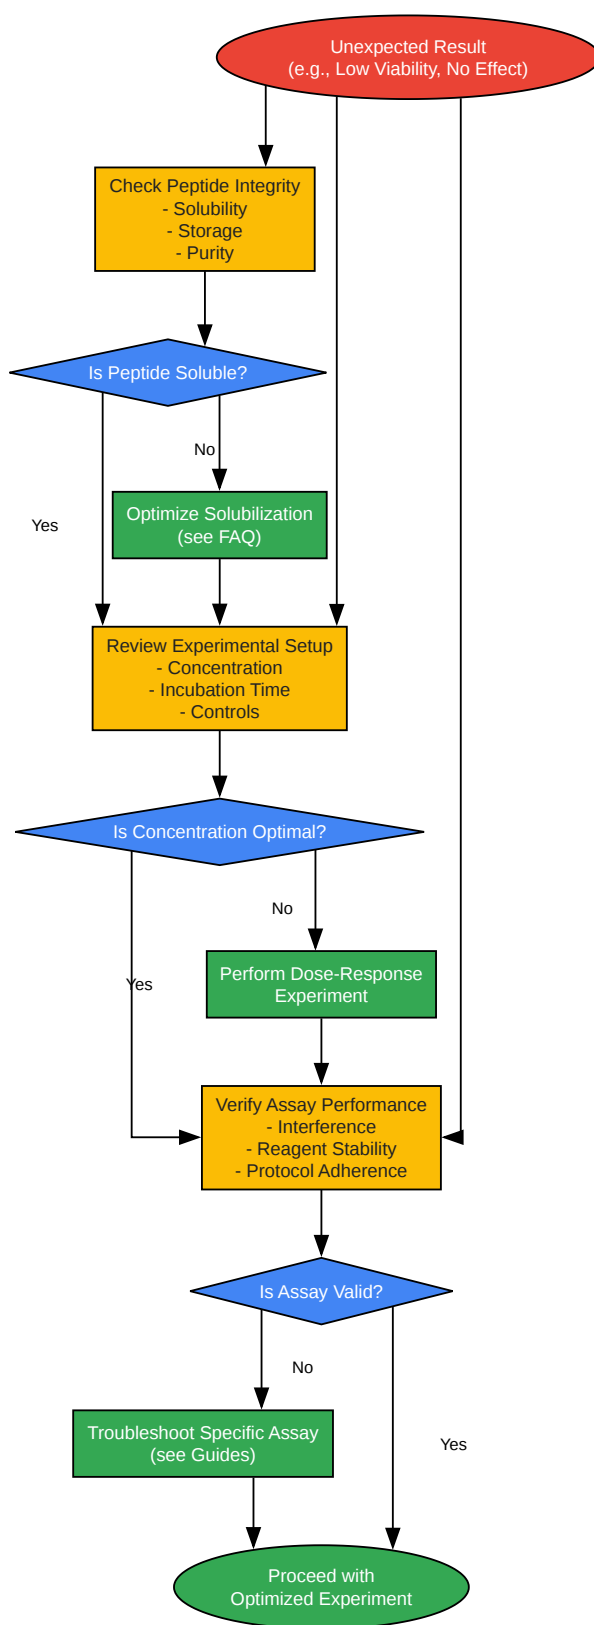 Unexpected Result
(e.g., Low Viability, No Effect)
Check Peptide Integrity
- Solubility
- Storage
- Purity
Is Peptide Soluble?
No
Optimize Solubilization
(see FAQ)
Yes
Review Experimental Setup
- Concentration
- Incubation Time
- Controls
Is Concentration Optimal?
No
Perform Dose-Response
Experiment
Yes
Verify Assay Performance
- Interference
- Reagent Stability
- Protocol Adherence
Is Assay Valid?
No
Troubleshoot Specific Assay
(see Guides)
Yes
Proceed with
Optimized Experiment